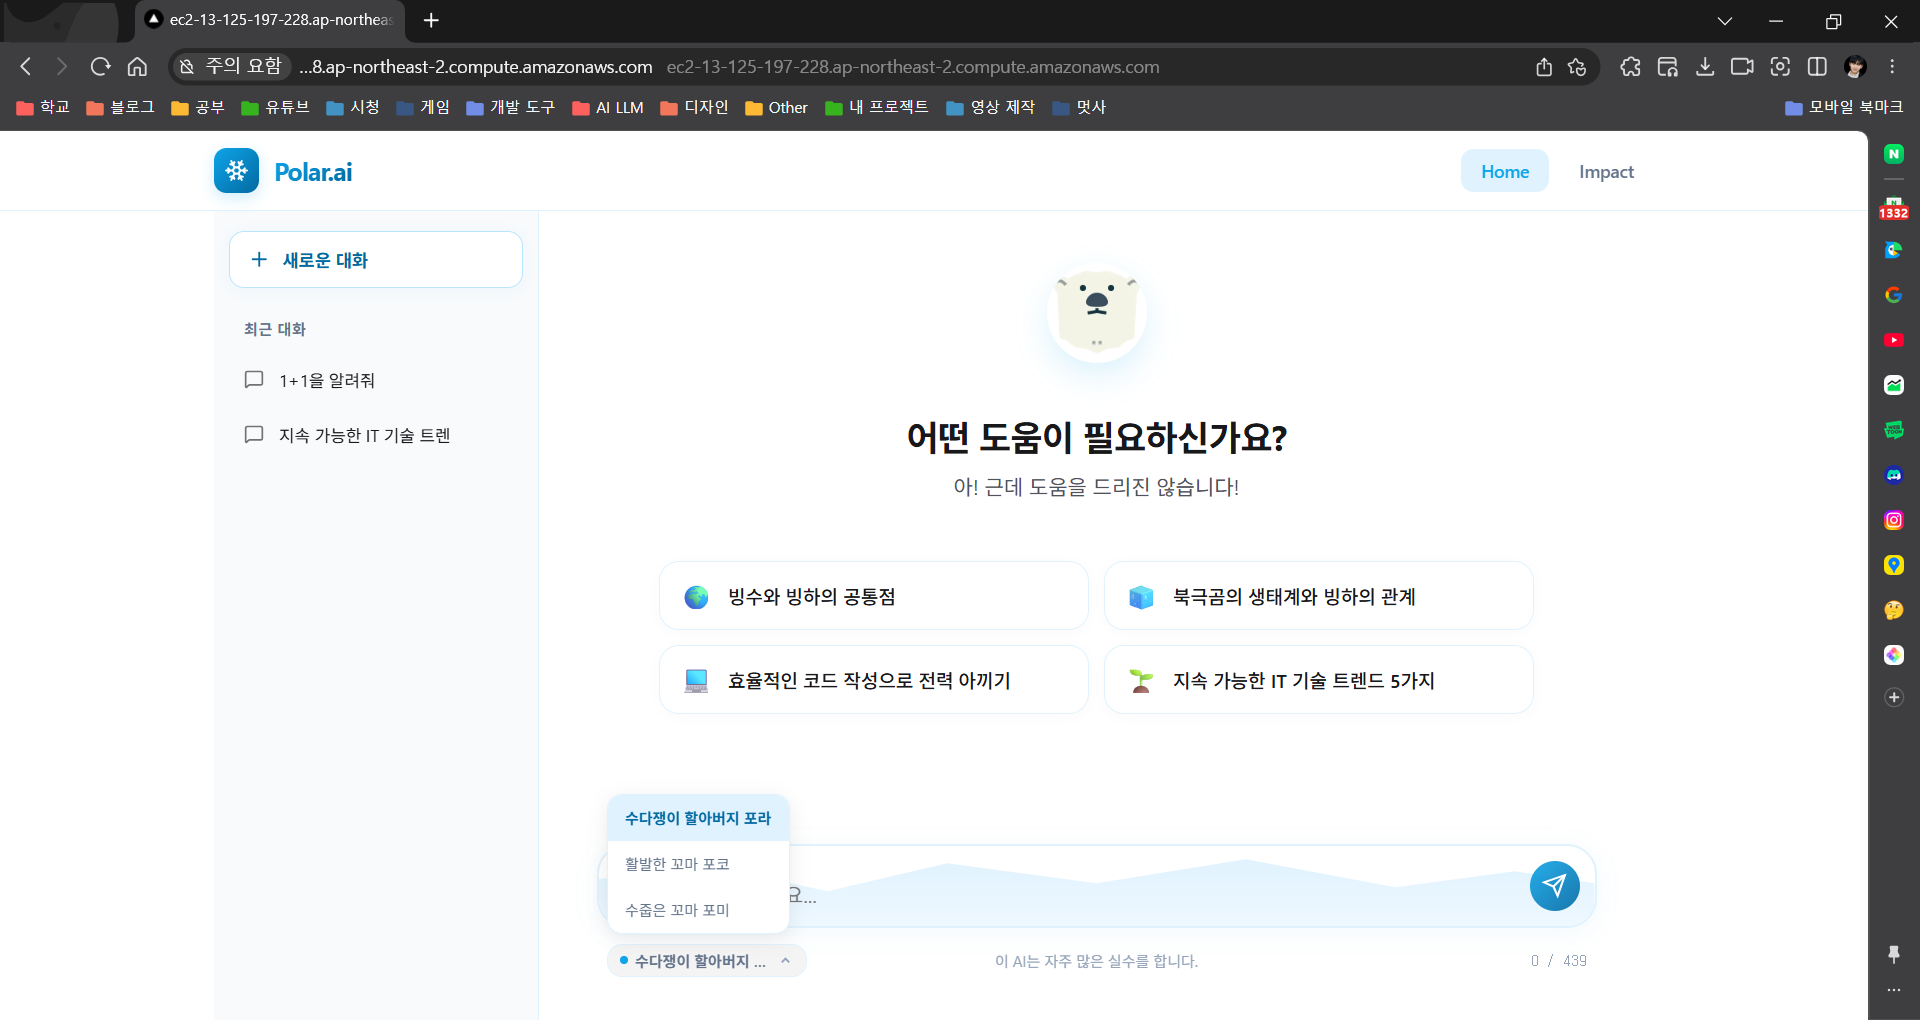 ec2-13-125-197-228.ap-northeas
주의 요함 ...8.ap-northeast-2.compute.amazonaws.com ec2-13-125-197-228.ap-northeast-2.compute.amazonaws.com
학교 블로그 공부 유튜브 시청 게임 개발 도구 AI LLM 디자인 Other 내 프로젝트 영상 제작 멋사 모바일 북마크
Polar.ai
Home Impact
N
N
1332
새로운 대화
최근 대화
1+1을 알려줘
지속 가능한 IT 기술 트렌
어떤 도움이 필요하신가요?
아! 근데 도움을 드리진 않습니다!
빙수와 빙하의 공통점
북극곰의 생태계와 빙하의 관계
효율적인 코드 작성으로 전력 아끼기
지속 가능한 IT 기술 트렌드 5가지
수다쟁이 할아버지 포라
활발한 꼬마 포코
수줍은 꼬마 포미
요...
수다쟁이 할아버지 ...
이 AI는 자주 많은 실수를 합니다.
0 / 439